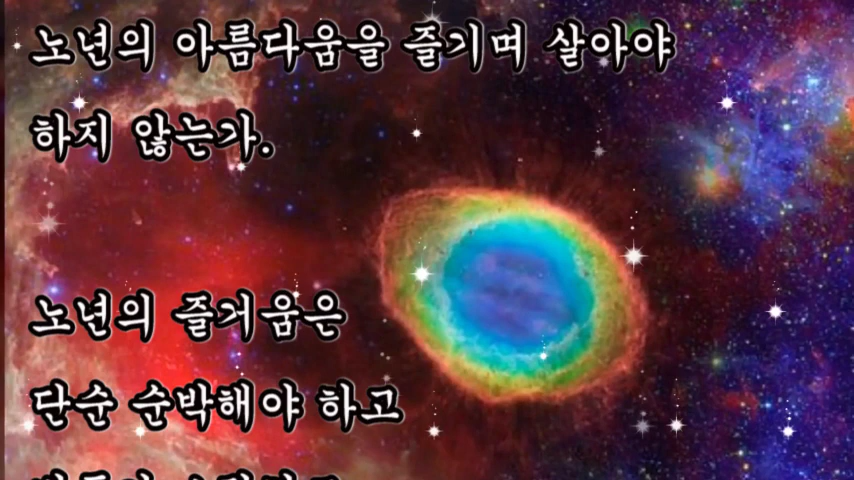 노년의 아름다움을 즐기며 살아야
하지 않는가.
노년의 즐거움은
단순 순박해야 하고